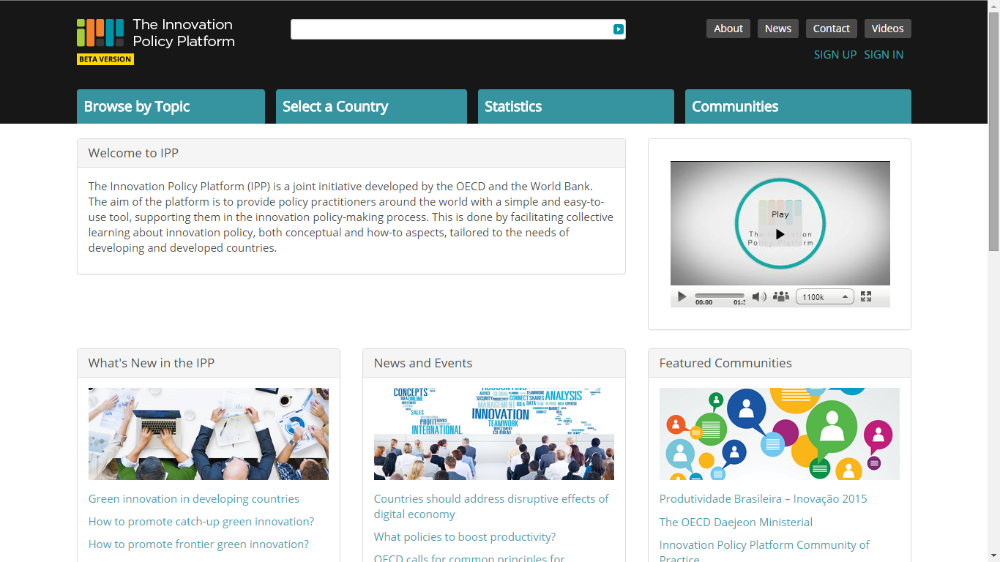 The Innovation
Policy Platform
BETA VERSION
About
News
Contact
Videos
SIGN UP
SIGN IN
Browse by Topic
Select a Country
Statistics
Communities
Welcome to IPP
The Innovation Policy Platform (IPP) is a joint initiative developed by the OECD and the World Bank.
The aim of the platform is to provide policy practitioners around the world with a simple and easy-to-
use tool, supporting them in the innovation policy-making process. This is done by facilitating collective
learning about innovation policy, both conceptual and how-to aspects, tailored to the needs of
developing and developed countries.
Play
Policy Platform
00:00
1100k
What's New in the IPP
Green innovation in developing countries
How to promote catch-up green innovation?
How to promote frontier green innovation?
News and Events
CONCEPTS
ANALYSIS
INNOVATION
TEAMWORK
PROFIT
INTERNATIONAL
Countries should address disruptive effects of
digital economy
What policies to boost productivity?
OECD calls for common principles for
Featured Communities
Produtividade Brasileira – Inovação 2015
The OECD Daejeon Ministerial
Innovation Policy Platform Community of
Practice